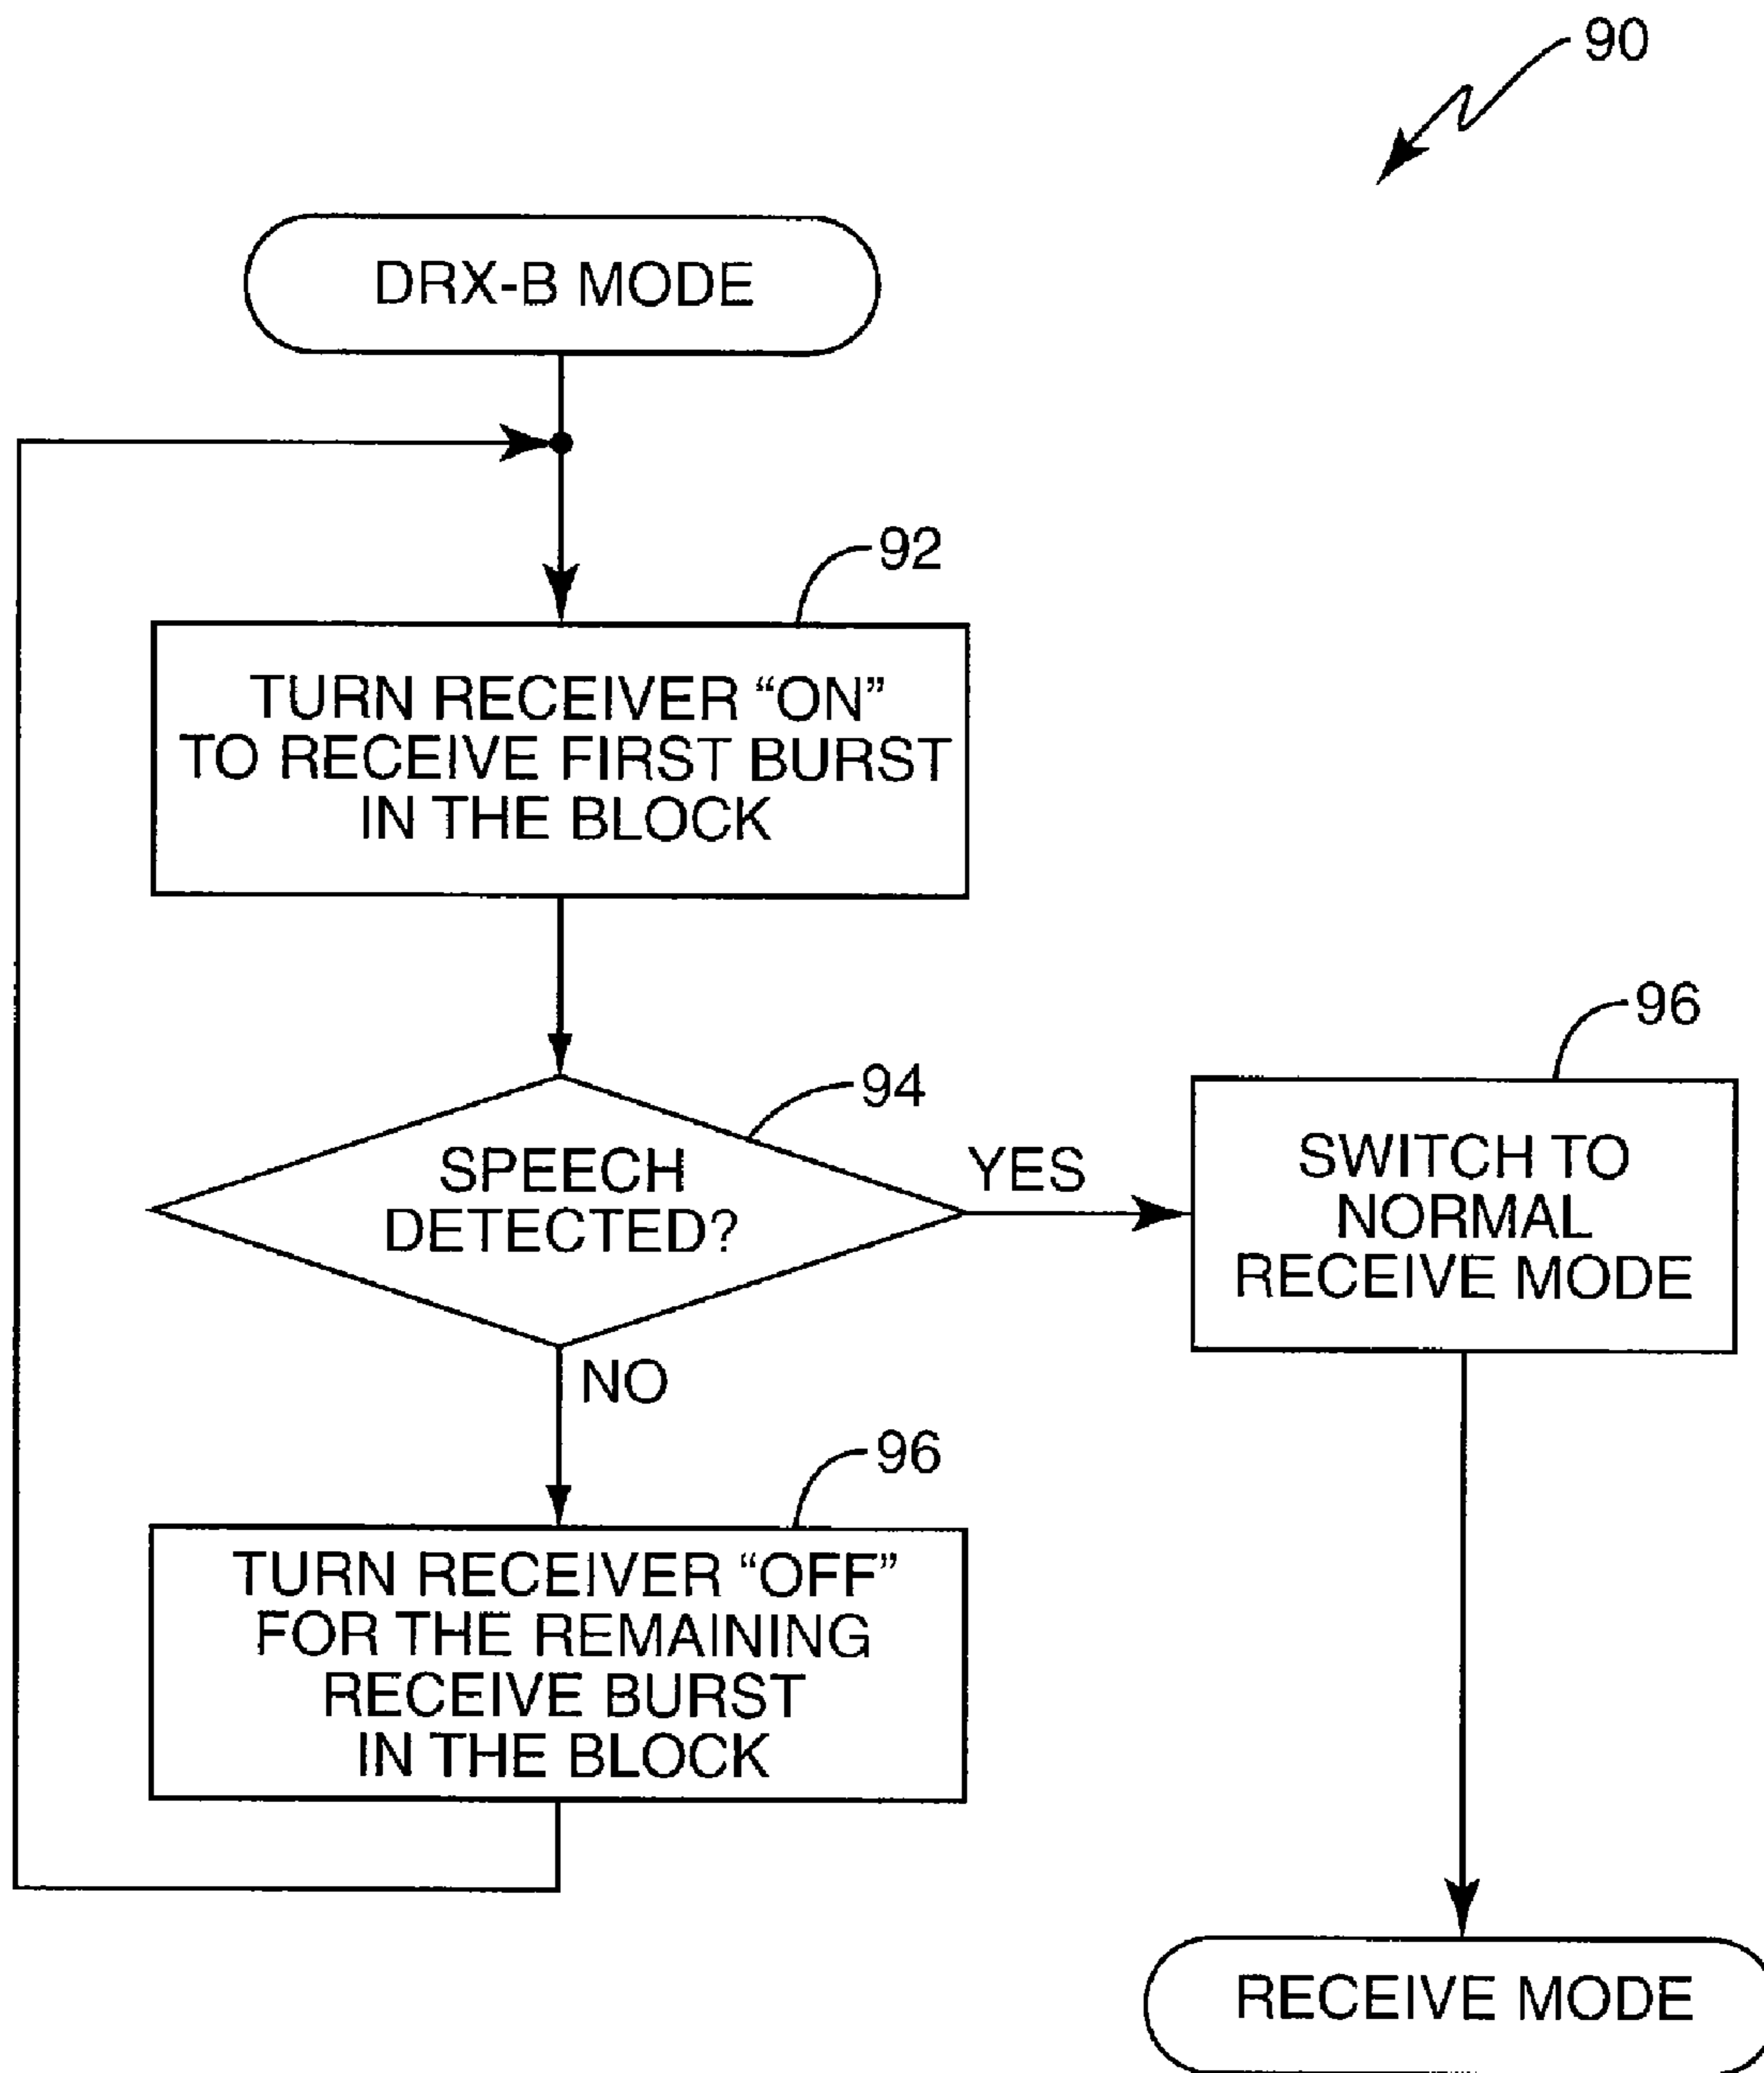 90
DRX-B MODE
92
TURN RECEIVER “ON”
TO RECEIVE FIRST BURST
IN THE BLOCK
94
SPEECH
DETECTED?
YES
96
SWITCH TO
NORMAL
RECEIVE MODE
NO
96
TURN RECEIVER “OFF”
FOR THE REMAINING
RECEIVE BURST
IN THE BLOCK
RECEIVE MODE